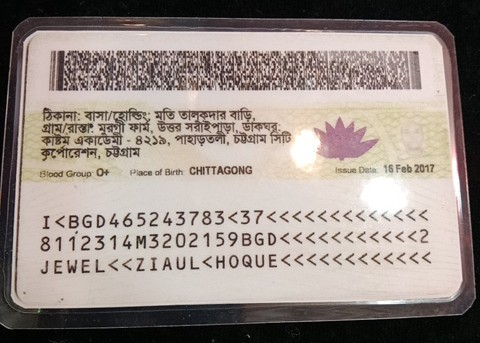 ঠিকানা: বাসা/হোল্ডিং: মতি তালুকদার বাড়ি,
গ্রাম/রাস্তা: মুরগী ফার্ম, উত্তর সরাইপাড়া, ডাকঘর:
কাষ্টম একাডেমী - ৪২১৯, পাহাড়তলী, চট্টগ্রাম সিটি
কর্পোরেশন, চট্টগ্রাম
Blood Group: O+ Place of Birth: CHITTAGONG Issue Date: 16 Feb 2017
I<BGD465243783<37<<<<<<<<<<<<<
8112314M3202159BGD<<<<<<<<<<<2
JEWEL<<ZIAUL<HOQUE<<<<<<<<<<<<